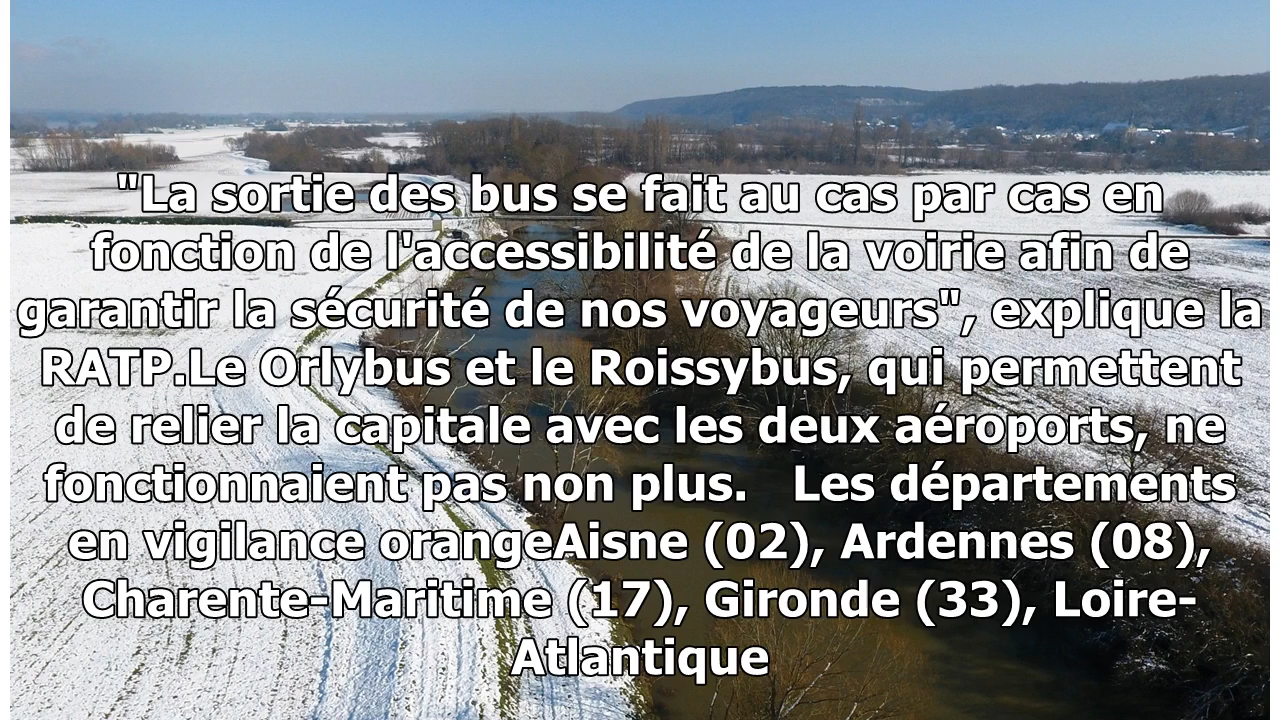 "La sortie des bus se fait au cas par cas en
fonction de l'accessibilité de la voirie afin de
garantir la sécurité de nos voyageurs", explique la
RATP.Le Orlybus et le Roissybus, qui permettent
de relier la capitale avec les deux aéroports, ne
fonctionnaient pas non plus.   Les départements
en vigilance orangeAisne (02), Ardennes (08),
Charente-Maritime (17), Gironde (33), Loire-
Atlantique